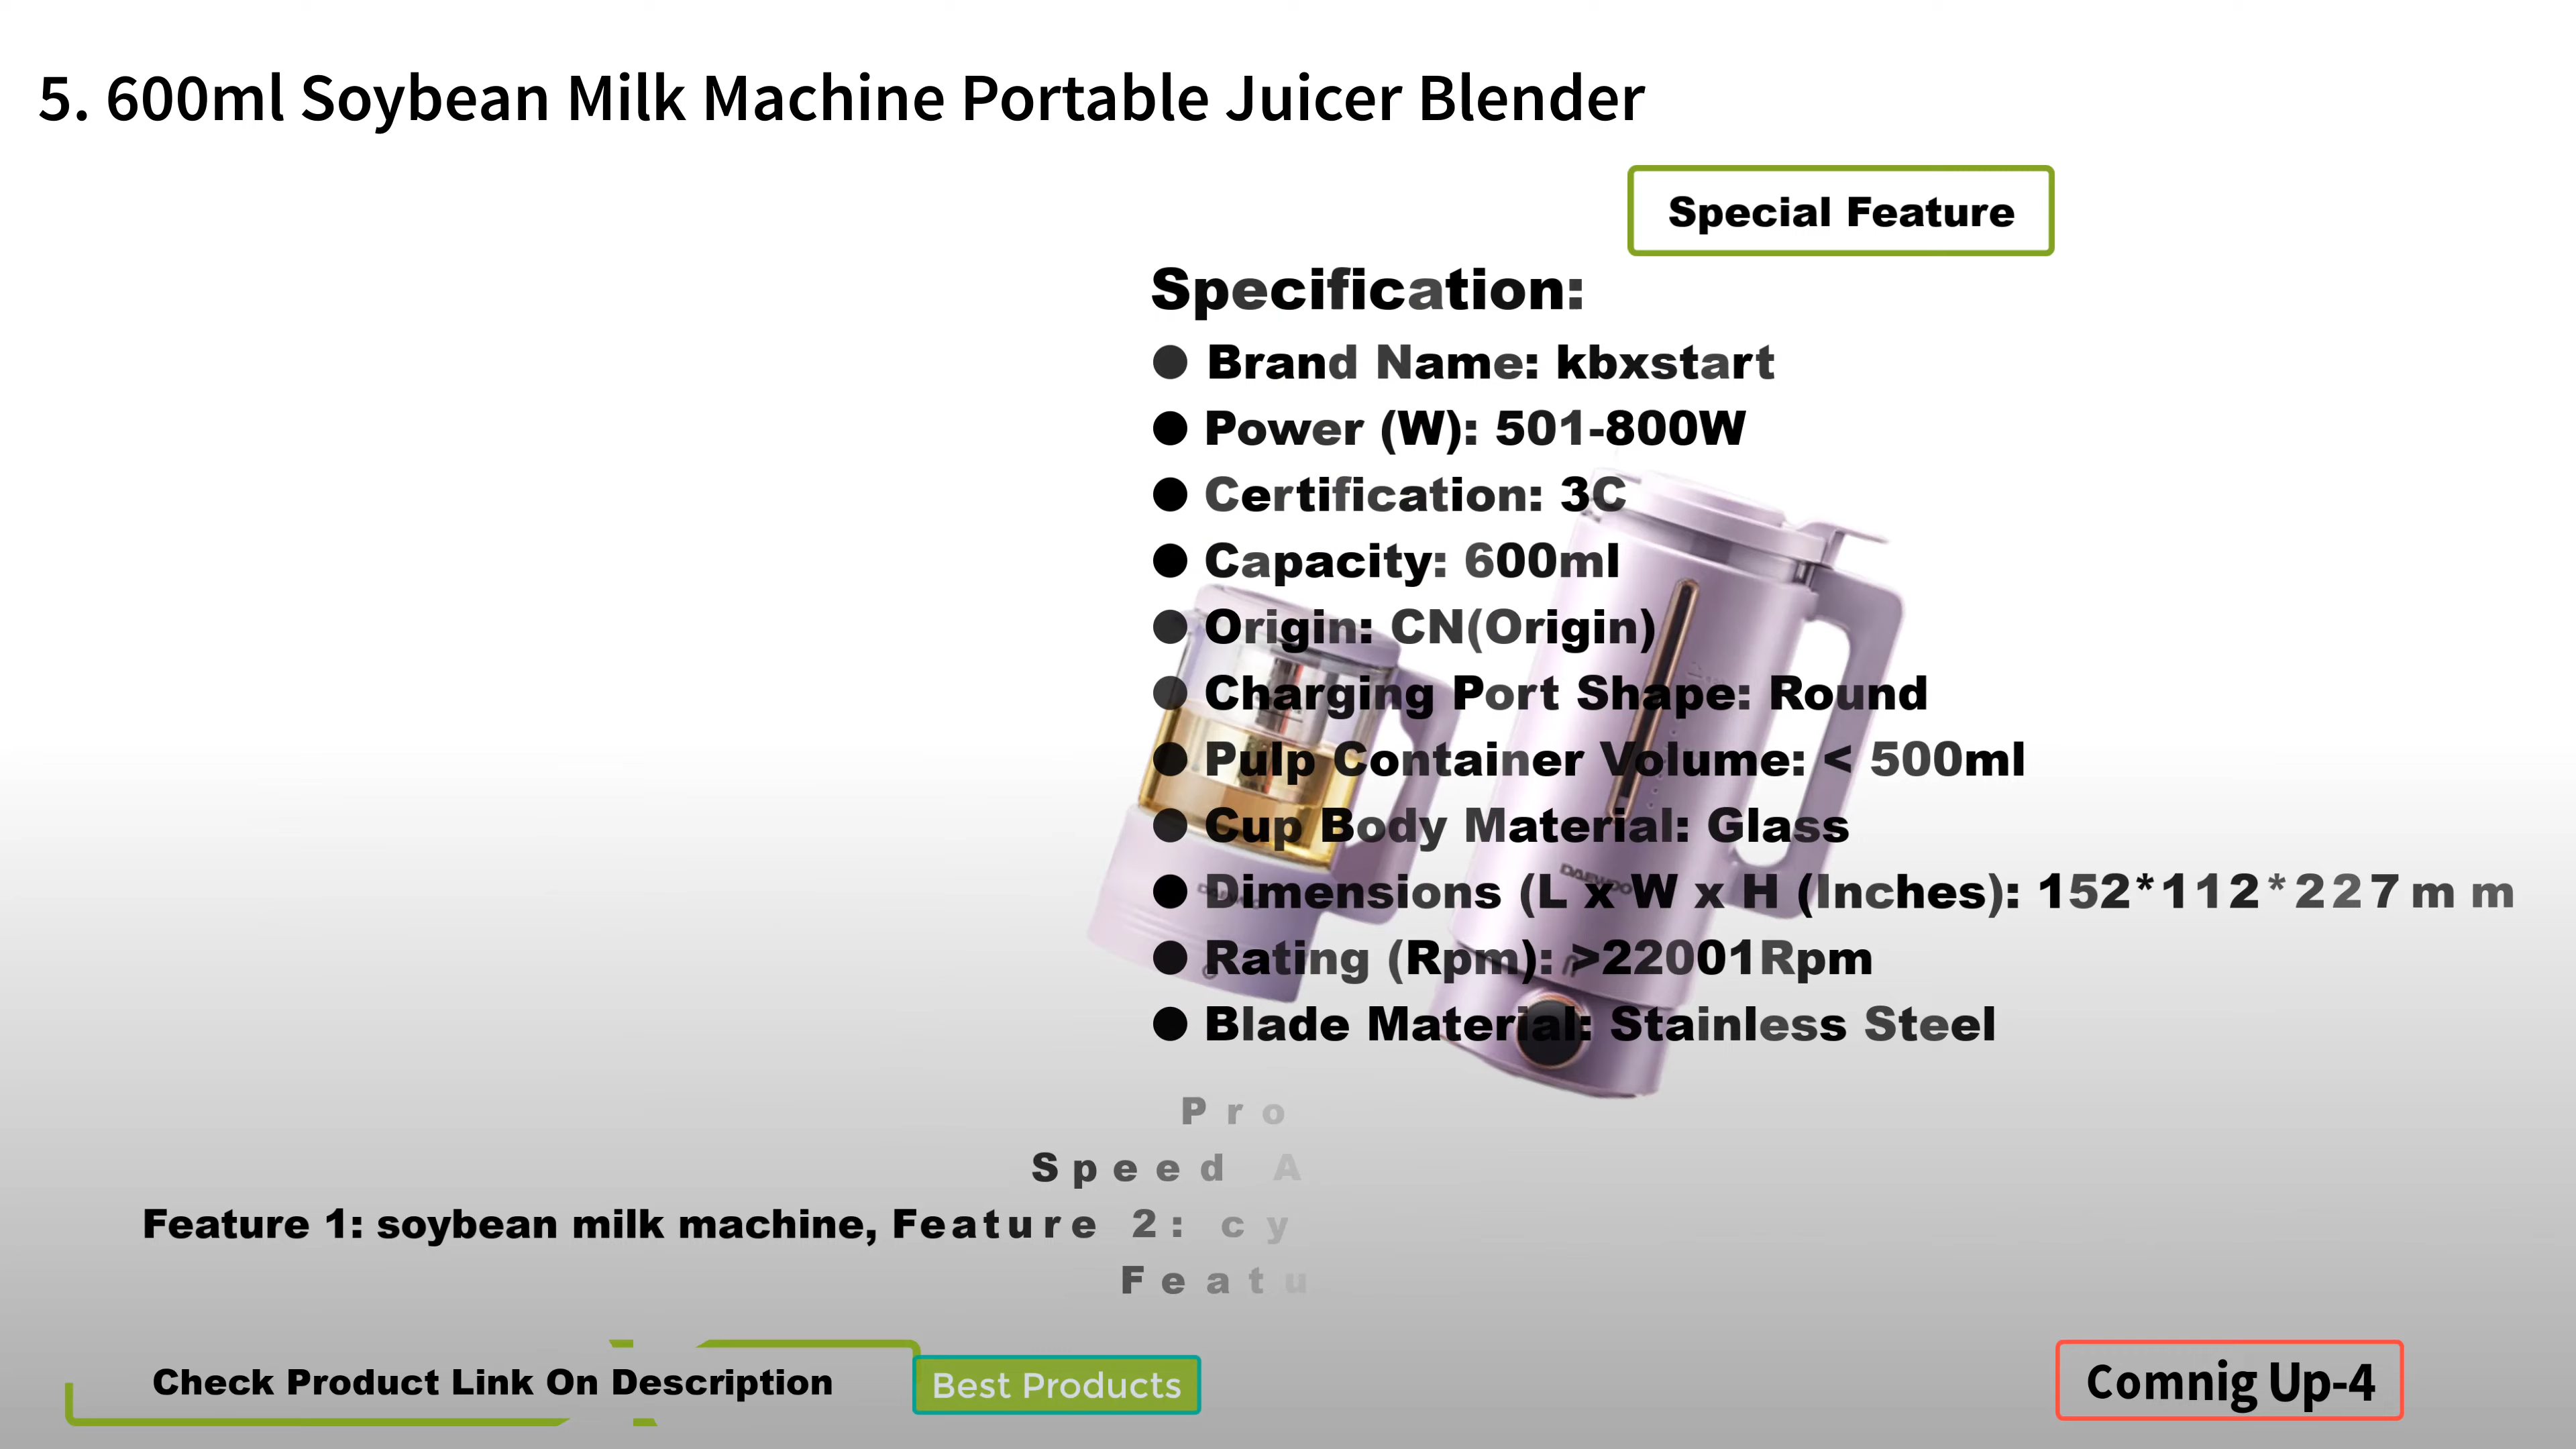 5. 600ml Soybean Milk Machine Portable Juicer Blender
Special Feature
Specification:
● Brand Name: kbxstart
● Power (W): 501-800W
● Certification: 3C
● Capacity: 600ml
● Origin: CN(Origin)
● Charging Port Shape: Round
● Pulp Container Volume: < 500ml
● Cup Body Material: Glass
● Dimensions (L x W x H (Inches): 152*112*227mm
● Rating (Rpm): >22001Rpm
● Blade Material: Stainless Steel
DAEWOO
Pro
Speed A
Feature 1: soybean milk machine, Feature 2: cy
Featu
Check Product Link On Description
Best Products
Comnig Up-4